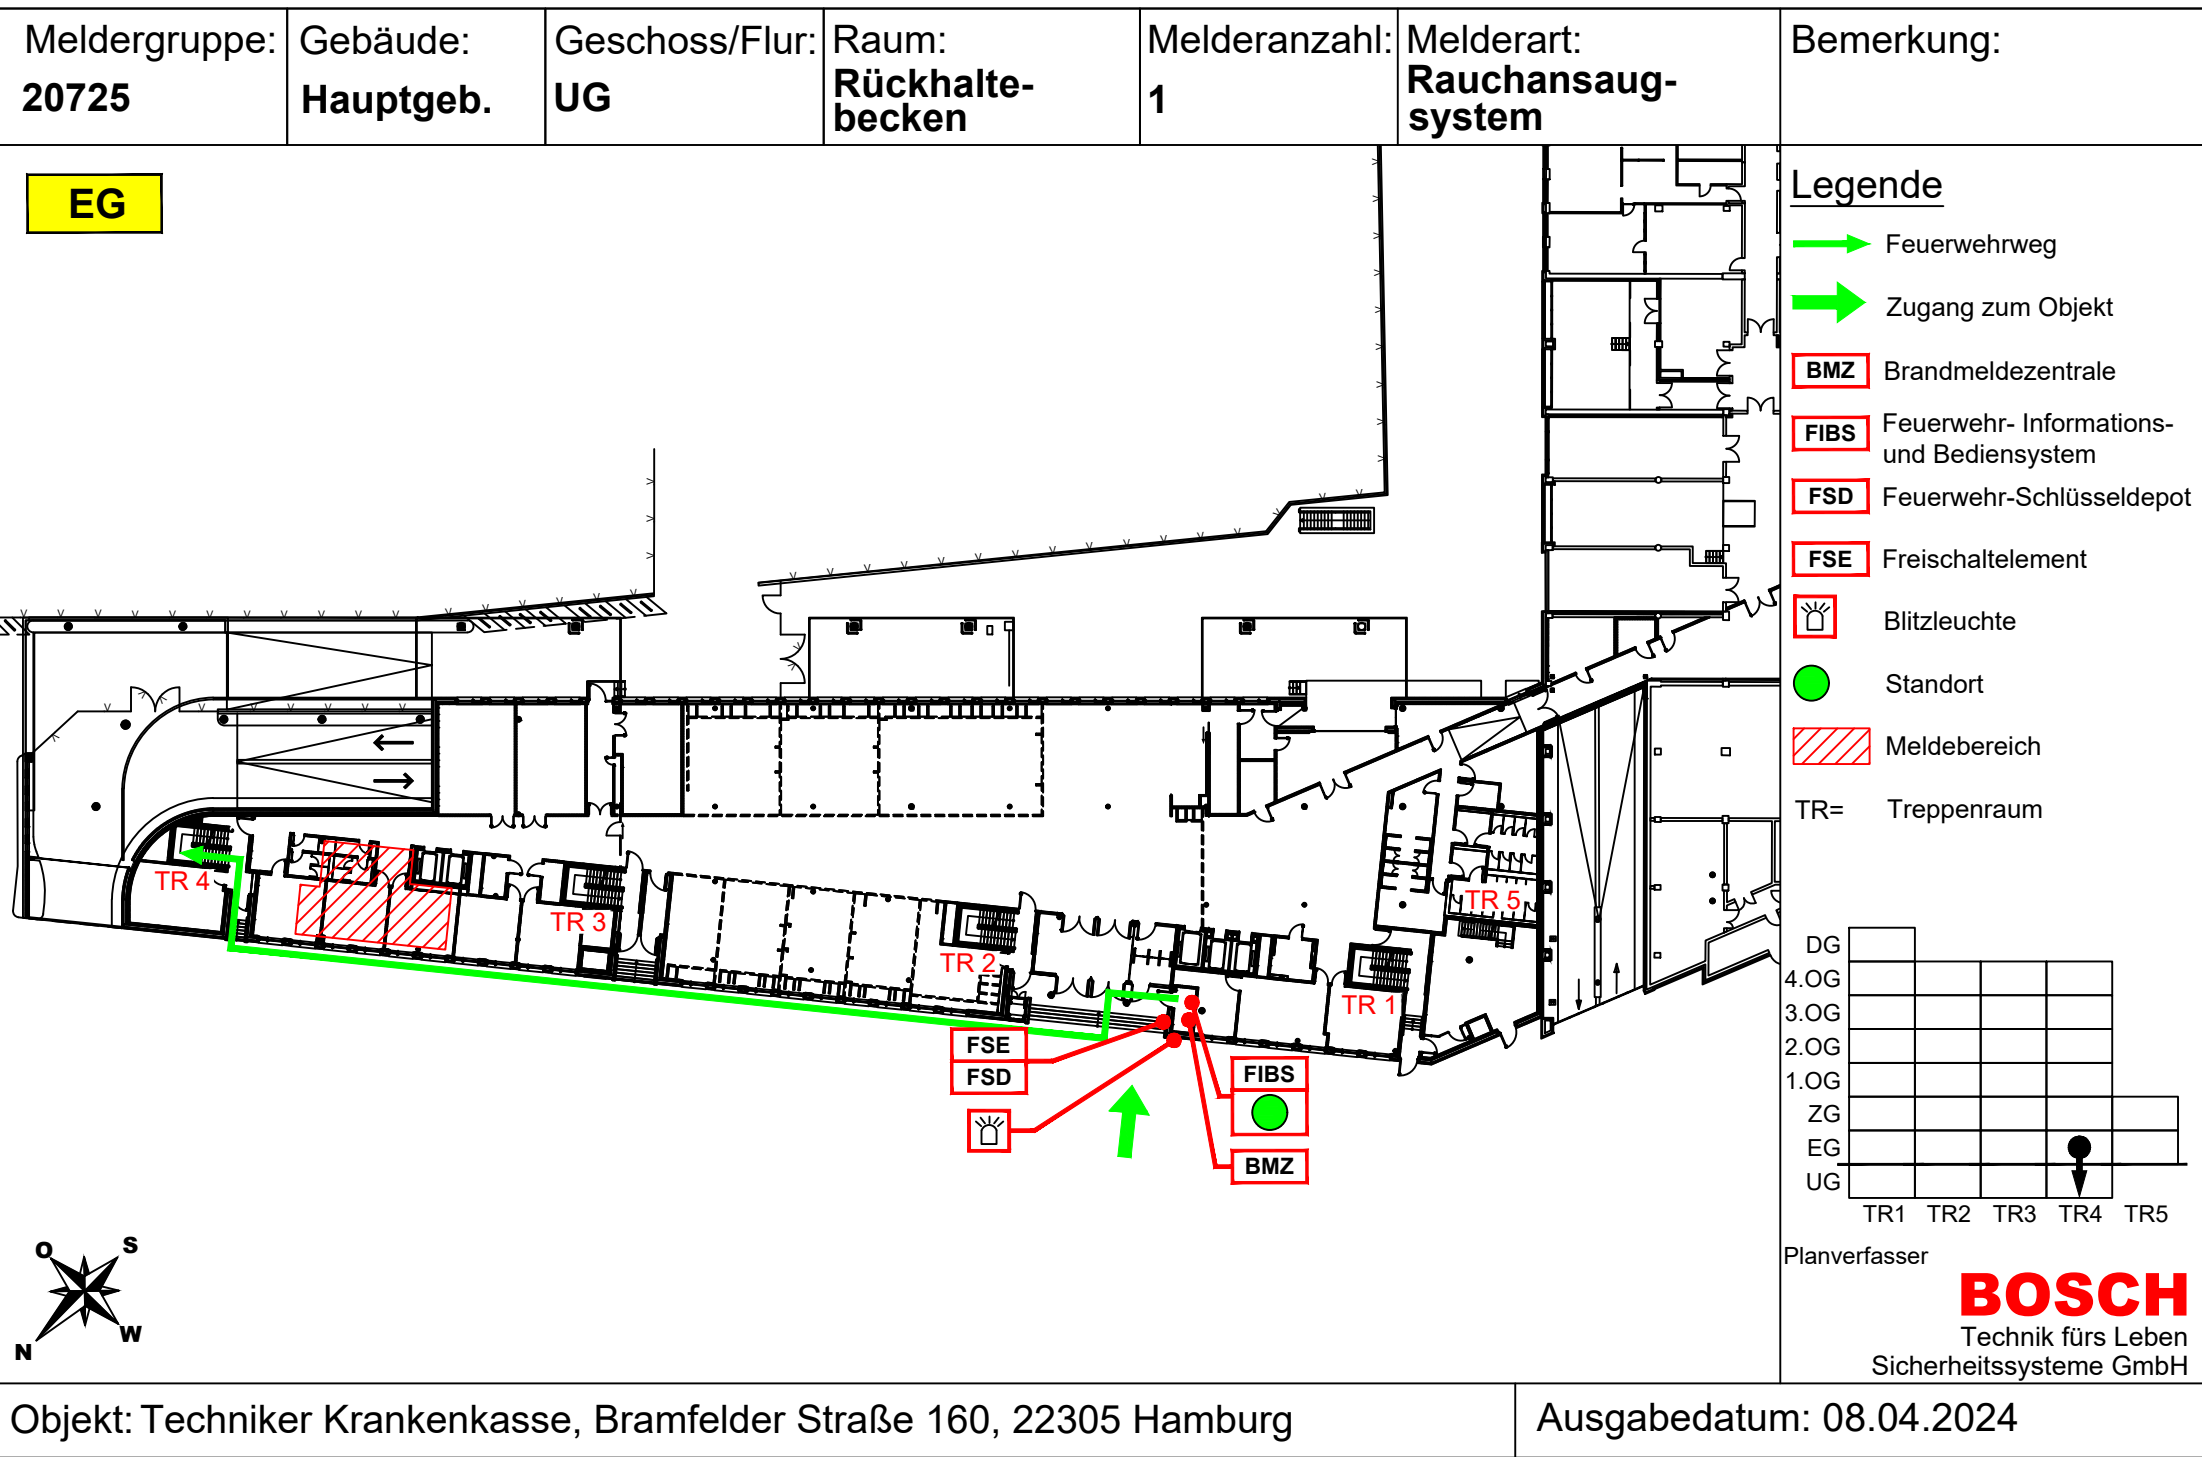 Meldergruppe:
20725
Gebäude:
Hauptgeb.
Geschoss/Flur:
UG
Raum:
Rückhalte-
becken
Melderanzahl:
1
Melderart:
Rauchansaug-
system
Bemerkung:
EG
TR 4
TR 3
TR 2
TR 1
TR 5
FSE
FSD
FIBS
BMZ
O
S
N
W
Legende
Feuerwehrweg
Zugang zum Objekt
BMZ Brandmeldezentrale
FIBS Feuerwehr- Informations-
und Bediensystem
FSD Feuerwehr-Schlüsseldepot
FSE Freischaltelement
Blitzleuchte
Standort
Meldebereich
TR= Treppenraum
DG
4.OG
3.OG
2.OG
1.OG
ZG
EG
UG
TR1 TR2 TR3 TR4 TR5
Planverfasser
BOSCH
Technik fürs Leben
Sicherheitssysteme GmbH
Objekt: Techniker Krankenkasse, Bramfelder Straße 160, 22305 Hamburg
Ausgabedatum: 08.04.2024